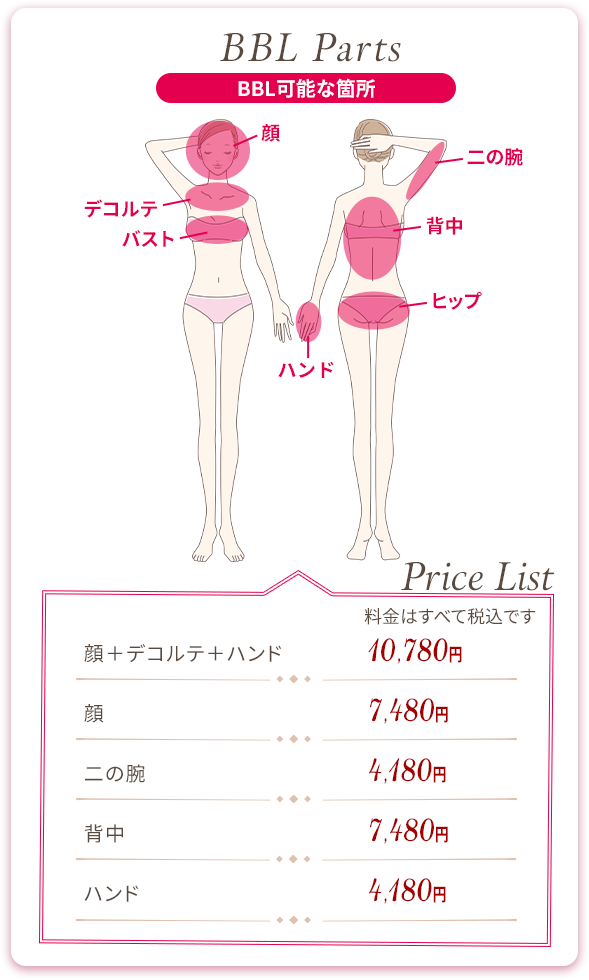 BBL Parts
BBL可能な箇所
顔
二の腕
デコルテ
バスト
背中
ヒップ
ハンド
Price List
料金はすべて税込です
顔＋デコルテ＋ハンド 10,780円
顔 7,480円
二の腕 4,180円
背中 7,480円
ハンド 4,180円